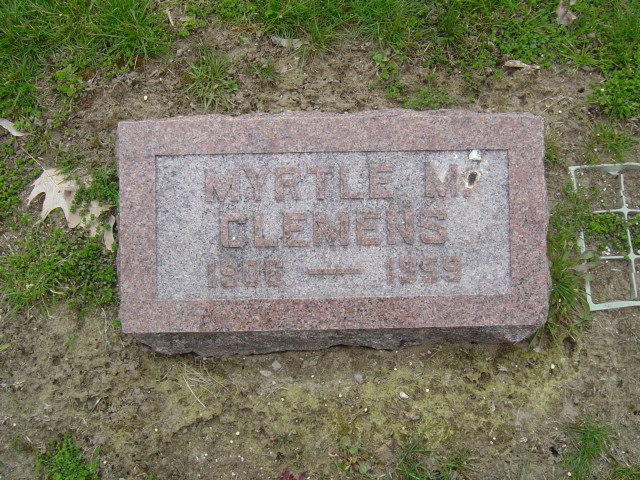 MYRTLE M.
CLEMENS
1906 — 1959